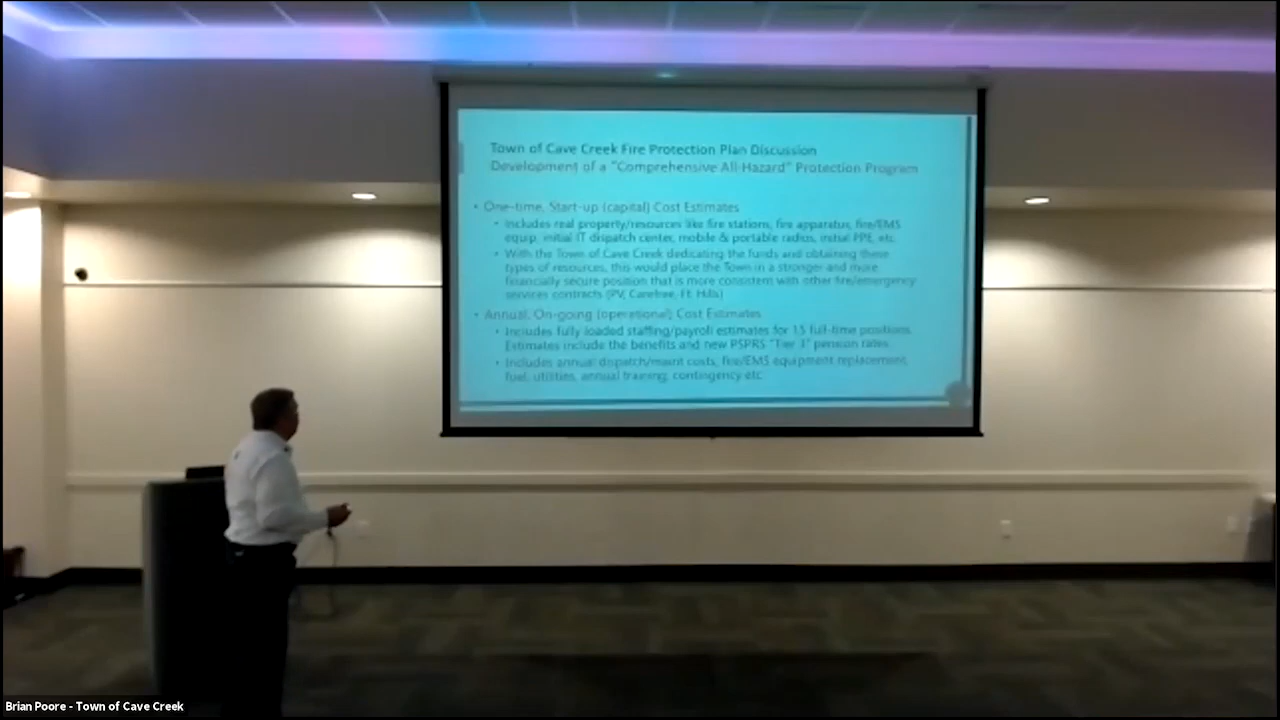 Town of Cave Creek Fire Protection Plan Discussion
Development of a "Comprehensive All-Hazard" Protection Program
• One-time, Start-up (capital) Cost Estimates
• Includes real property/resources like fire stations, fire apparatus, fire/EMS
equip, initial IT dispatch center, mobile & portable radios, initial PPE, etc.
• With the Town of Cave Creek dedicating the funds and obtaining these
types of resources, this would place the Town in a stronger and more
financially secure position that is more consistent with other fire/emergency
services contracts (PV, Carefree, Ft. Hills)
• Annual, On-going (operational) Cost Estimates
• Includes fully loaded staffing/payroll estimates for 15 full-time positions.
Estimates include the benefits and new PSPRS "Tier 3" pension rates.
• Includes annual dispatch/maint costs, fire/EMS equipment replacement,
fuel, utilities, annual training, contingency etc
Brian Poore - Town of Cave Creek